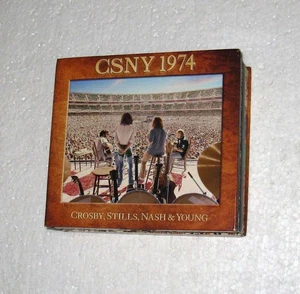 CSNY 1974
CROSBY, STILLS, NASH & YOUNG